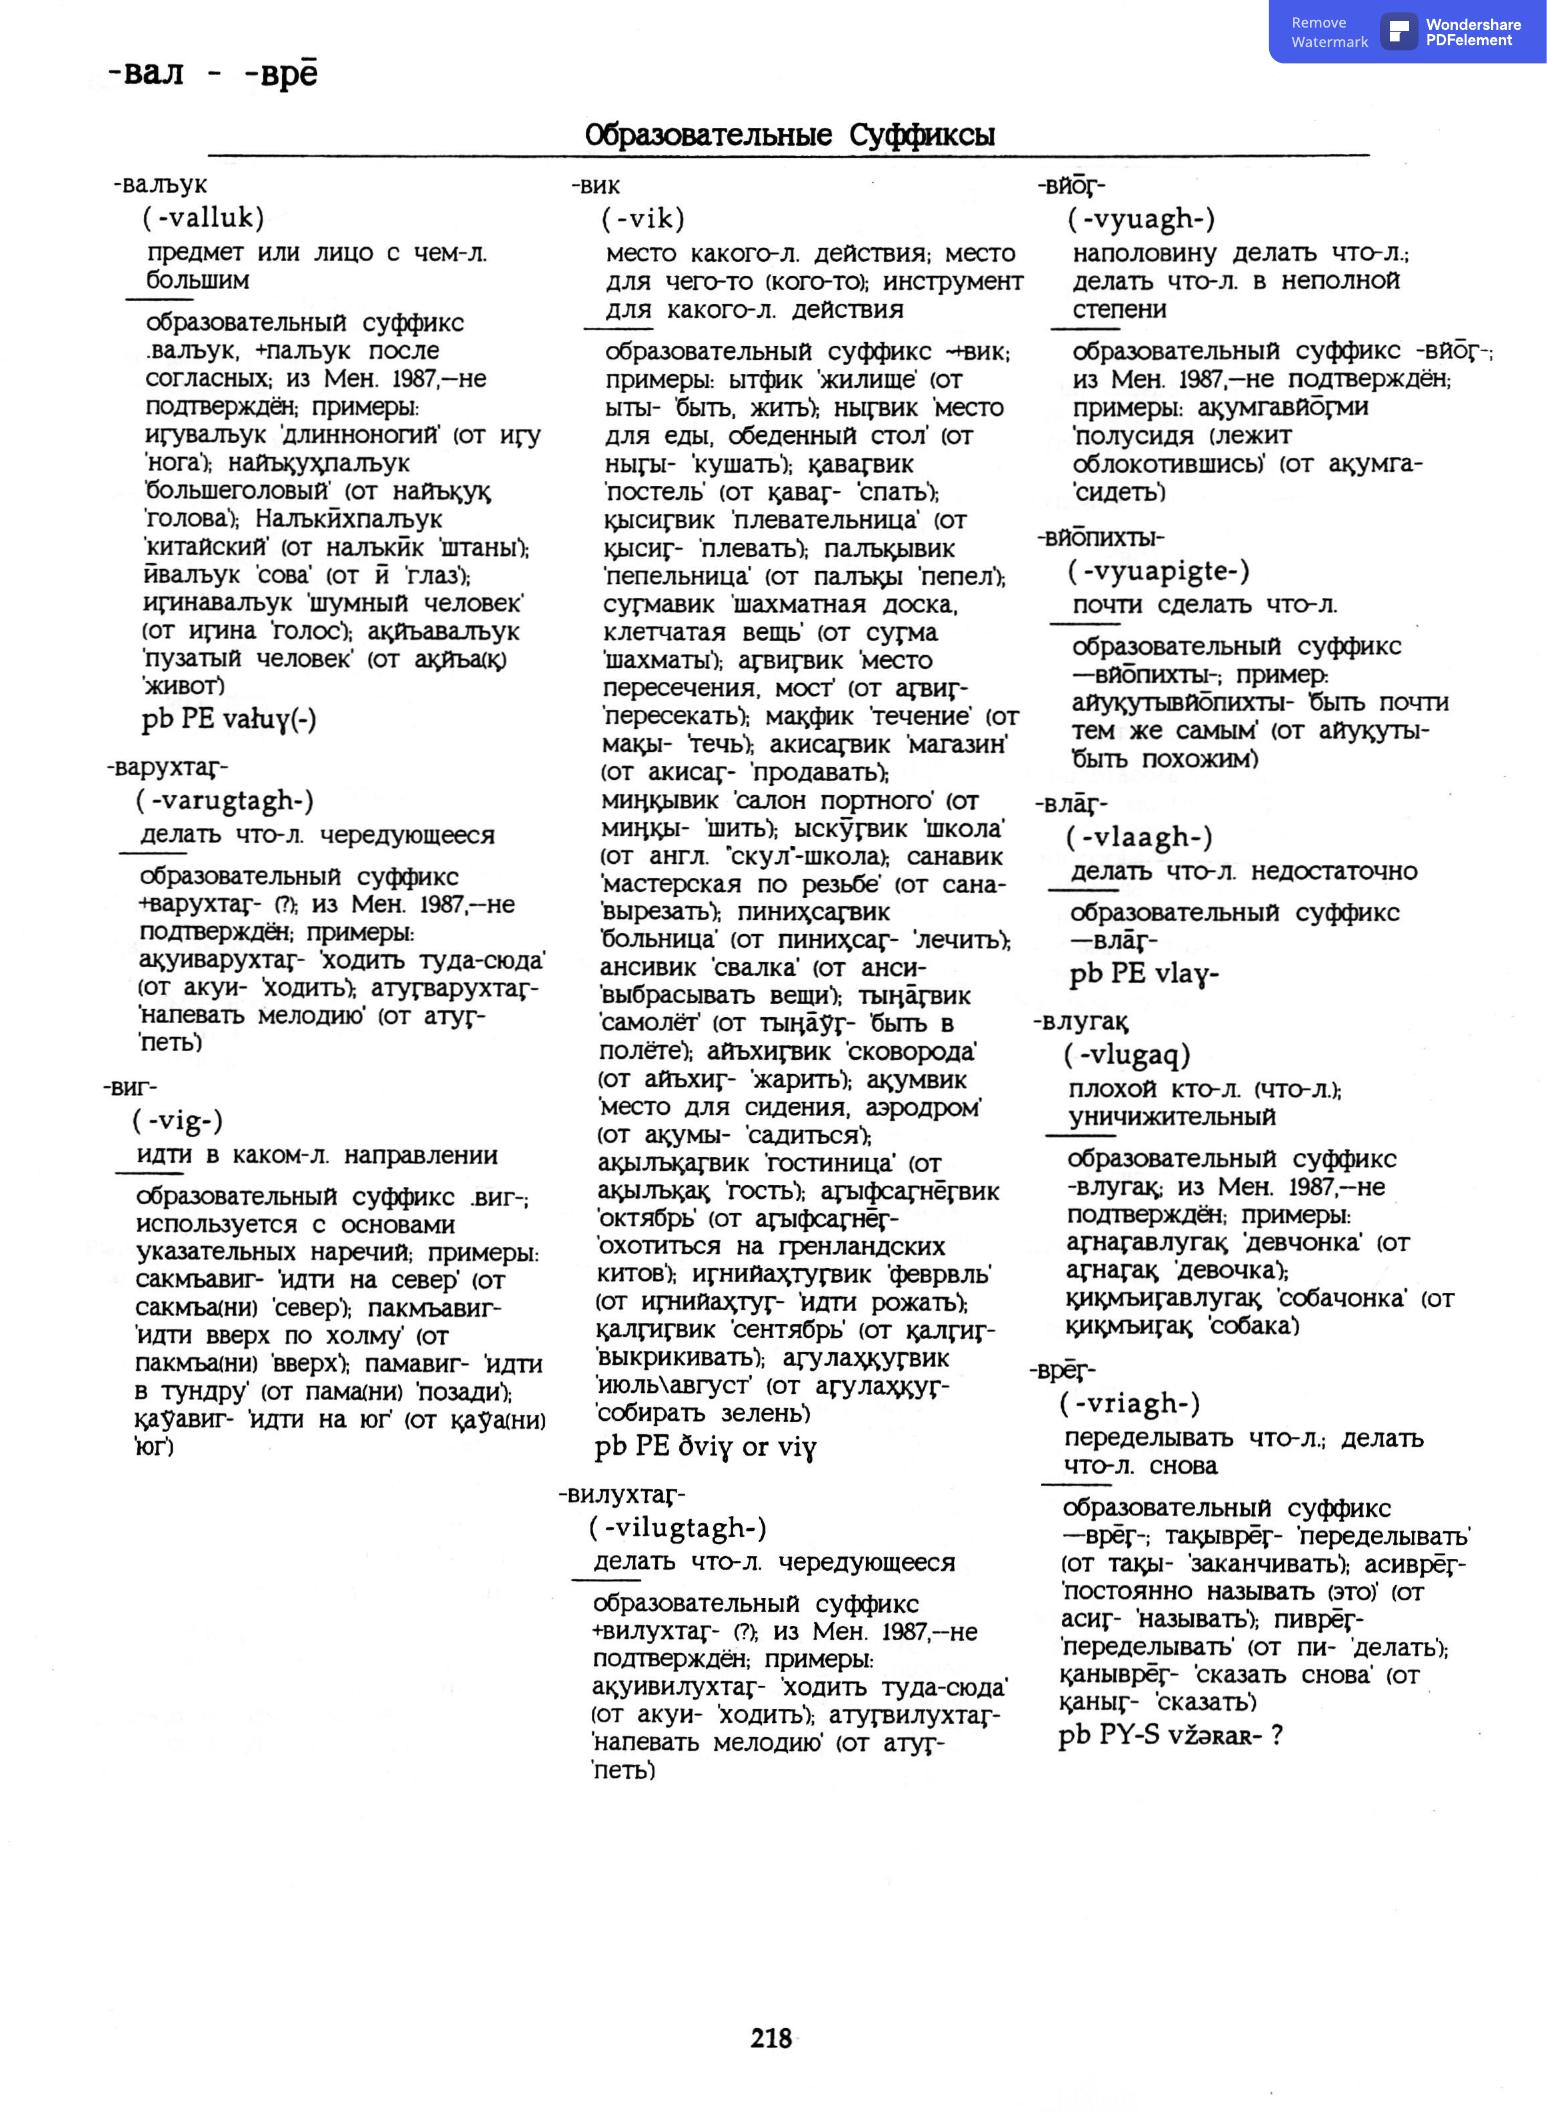 Remove
Watermark
Wondershare
PDFelement
-вал - -врē
Образовательные Суффиксы
-валъук
(-valluk)
предмет или лицо с чем-л.
большим
образовательный суффикс
.валъук, +палъук после
согласных; из Мен. 1987,—не
подтверждён; примеры:
иӷувалъук 'длинноногий' (от иӷу
'нога'); найъқуҳпалъук
'большеголовый' (от найъқуқ
'голова'); Налъкӣхпалъук
'китайский' (от налъкӣк 'штаны');
ӣвалъук 'сова' (от ӣ 'глаз');
иӷинавалъук 'шумный человек'
(от иӷина 'голос'); ақйъавалъук
'пузатый человек' (от ақйъа(қ)
'живот')
pb PE vałuɣ(-)
-варухтаӷ-
(-varugtagh-)
делать что-л. чередующееся
образовательный суффикс
+варухтаӷ- (?); из Мен. 1987,—не
подтверждён; примеры:
ақуиварухтаӷ- 'ходить туда-сюда'
(от акуи- 'ходить'); атуӷварухтаӷ-
'напевать мелодию' (от атуӷ-
'петь')
-виг-
(-vig-)
идти в каком-л. направлении
образовательный суффикс .виг-;
используется с основами
указательных наречий; примеры:
сакмъавиг- 'идти на север' (от
сакмъа(ни) 'север'); пакмъавиг-
'идти вверх по холму' (от
пакмъа(ни) 'вверх'); памавиг- 'идти
в тундру' (от пама(ни) 'позади');
қаўавиг- 'идти на юг' (от қаўа(ни)
'юг')
-вик
(-vik)
место какого-л. действия; место
для чего-то (кого-то); инструмент
для какого-л. действия
образовательный суффикс ~+вик;
примеры: ытфик 'жилище' (от
ыты- 'быть, жить'); ныӷвик 'место
для еды, обеденный стол' (от
ныӷы- 'кушать'); қаваӷвик
'постель' (от қаваӷ- 'спать');
қысиӷвик 'плевательница' (от
қысиӷ- 'плевать'); палъқывик
'пепельница' (от палъқы 'пепел');
суӷмавик 'шахматная доска,
клетчатая вещь' (от суӷма
'шахматы'); аӷвиӷвик 'место
пересечения, мост' (от аӷвиӷ-
'пересекать'); мақфик 'течение' (от
мақы- 'течь'); акисаӷвик 'магазин'
(от акисаӷ- 'продавать');
миңқывик 'салон портного' (от
миңқы- 'шить'); ыскӯӷвик 'школа'
(от англ. "скул"-школа); санавик
'мастерская по резьбе' (от сана-
'вырезать'); пиниҳсаӷвик
'больница' (от пиниҳсаӷ- 'лечить');
ансивик 'свалка' (от анси-
'выбрасывать вещи'); тыңāӷвик
'самолёт' (от тыңāўӷ- 'быть в
полёте'); айъхиӷвик 'сковорода'
(от айъхиӷ- 'жарить'); ақумвик
'место для сидения, аэродром'
(от ақумы- 'садиться');
ақылъқаӷвик 'гостиница' (от
ақылъқақ 'гость'); аӷыфсаӷнēӷвик
'октябрь' (от аӷыфсаӷнēӷ-
'охотиться на гренландских
китов'); иӷнийаҳтуӷвик 'феврвль'
(от иӷнийаҳтуӷ- 'идти рожать');
қалӷигвик 'сентябрь' (от қалӷиӷ-
'выкрикивать'); аӷулаҳқуӷвик
'июль\август' (от аӷулаҳқуӷ-
'собирать зелень')
pb PE ðviɣ or viɣ
-вилухтаӷ-
(-vilugtagh-)
делать что-л. чередующееся
образовательный суффикс
+вилухтаӷ- (?); из Мен. 1987,—не
подтверждён; примеры:
ақуивилухтаӷ- 'ходить туда-сюда'
(от акуи- 'ходить'); атуӷвилухтаӷ-
'напевать мелодию' (от атуӷ-
'петь')
-вйōӷ-
(-vyuagh-)
наполовину делать что-л.;
делать что-л. в неполной
степени
образовательный суффикс -вйōӷ-;
из Мен. 1987,—не подтверждён;
примеры: ақумгавйōӷми
'полусидя (лежит
облокотившись)' (от ақумга-
'сидеть')
-вйōпихты-
(-vyuapigte-)
почти сделать что-л.
образовательный суффикс
—вйōпихты-; пример:
айуқутывйōпихты- 'быть почти
тем же самым' (от айуқуты-
'быть похожим')
-влāӷ-
(-vlaagh-)
делать что-л. недостаточно
образовательный суффикс
—влāӷ-
pb PE vlaɣ-
-влугақ
(-vlugaq)
плохой кто-л. (что-л.);
уничижительный
образовательный суффикс
-влугақ; из Мен. 1987,—не
подтверждён; примеры:
аӷнаӷавлугақ 'девчонка' (от
аӷнаӷақ 'девочка');
қиқмъиӷавлугақ 'собачонка' (от
қиқмъиӷақ 'собака')
-врēӷ-
(-vriagh-)
переделывать что-л.; делать
что-л. снова
образовательный суффикс
—врēӷ-; тақыврēӷ- 'переделывать'
(от тақы- 'заканчивать'); асиврēӷ-
'постоянно называть (это)' (от
асиӷ- 'называть'); пиврēӷ-
'переделывать' (от пи- 'делать');
қаныврēӷ- 'сказать снова' (от
қаныӷ- 'сказать')
pb PY-S vžəʀaʀ- ?
218